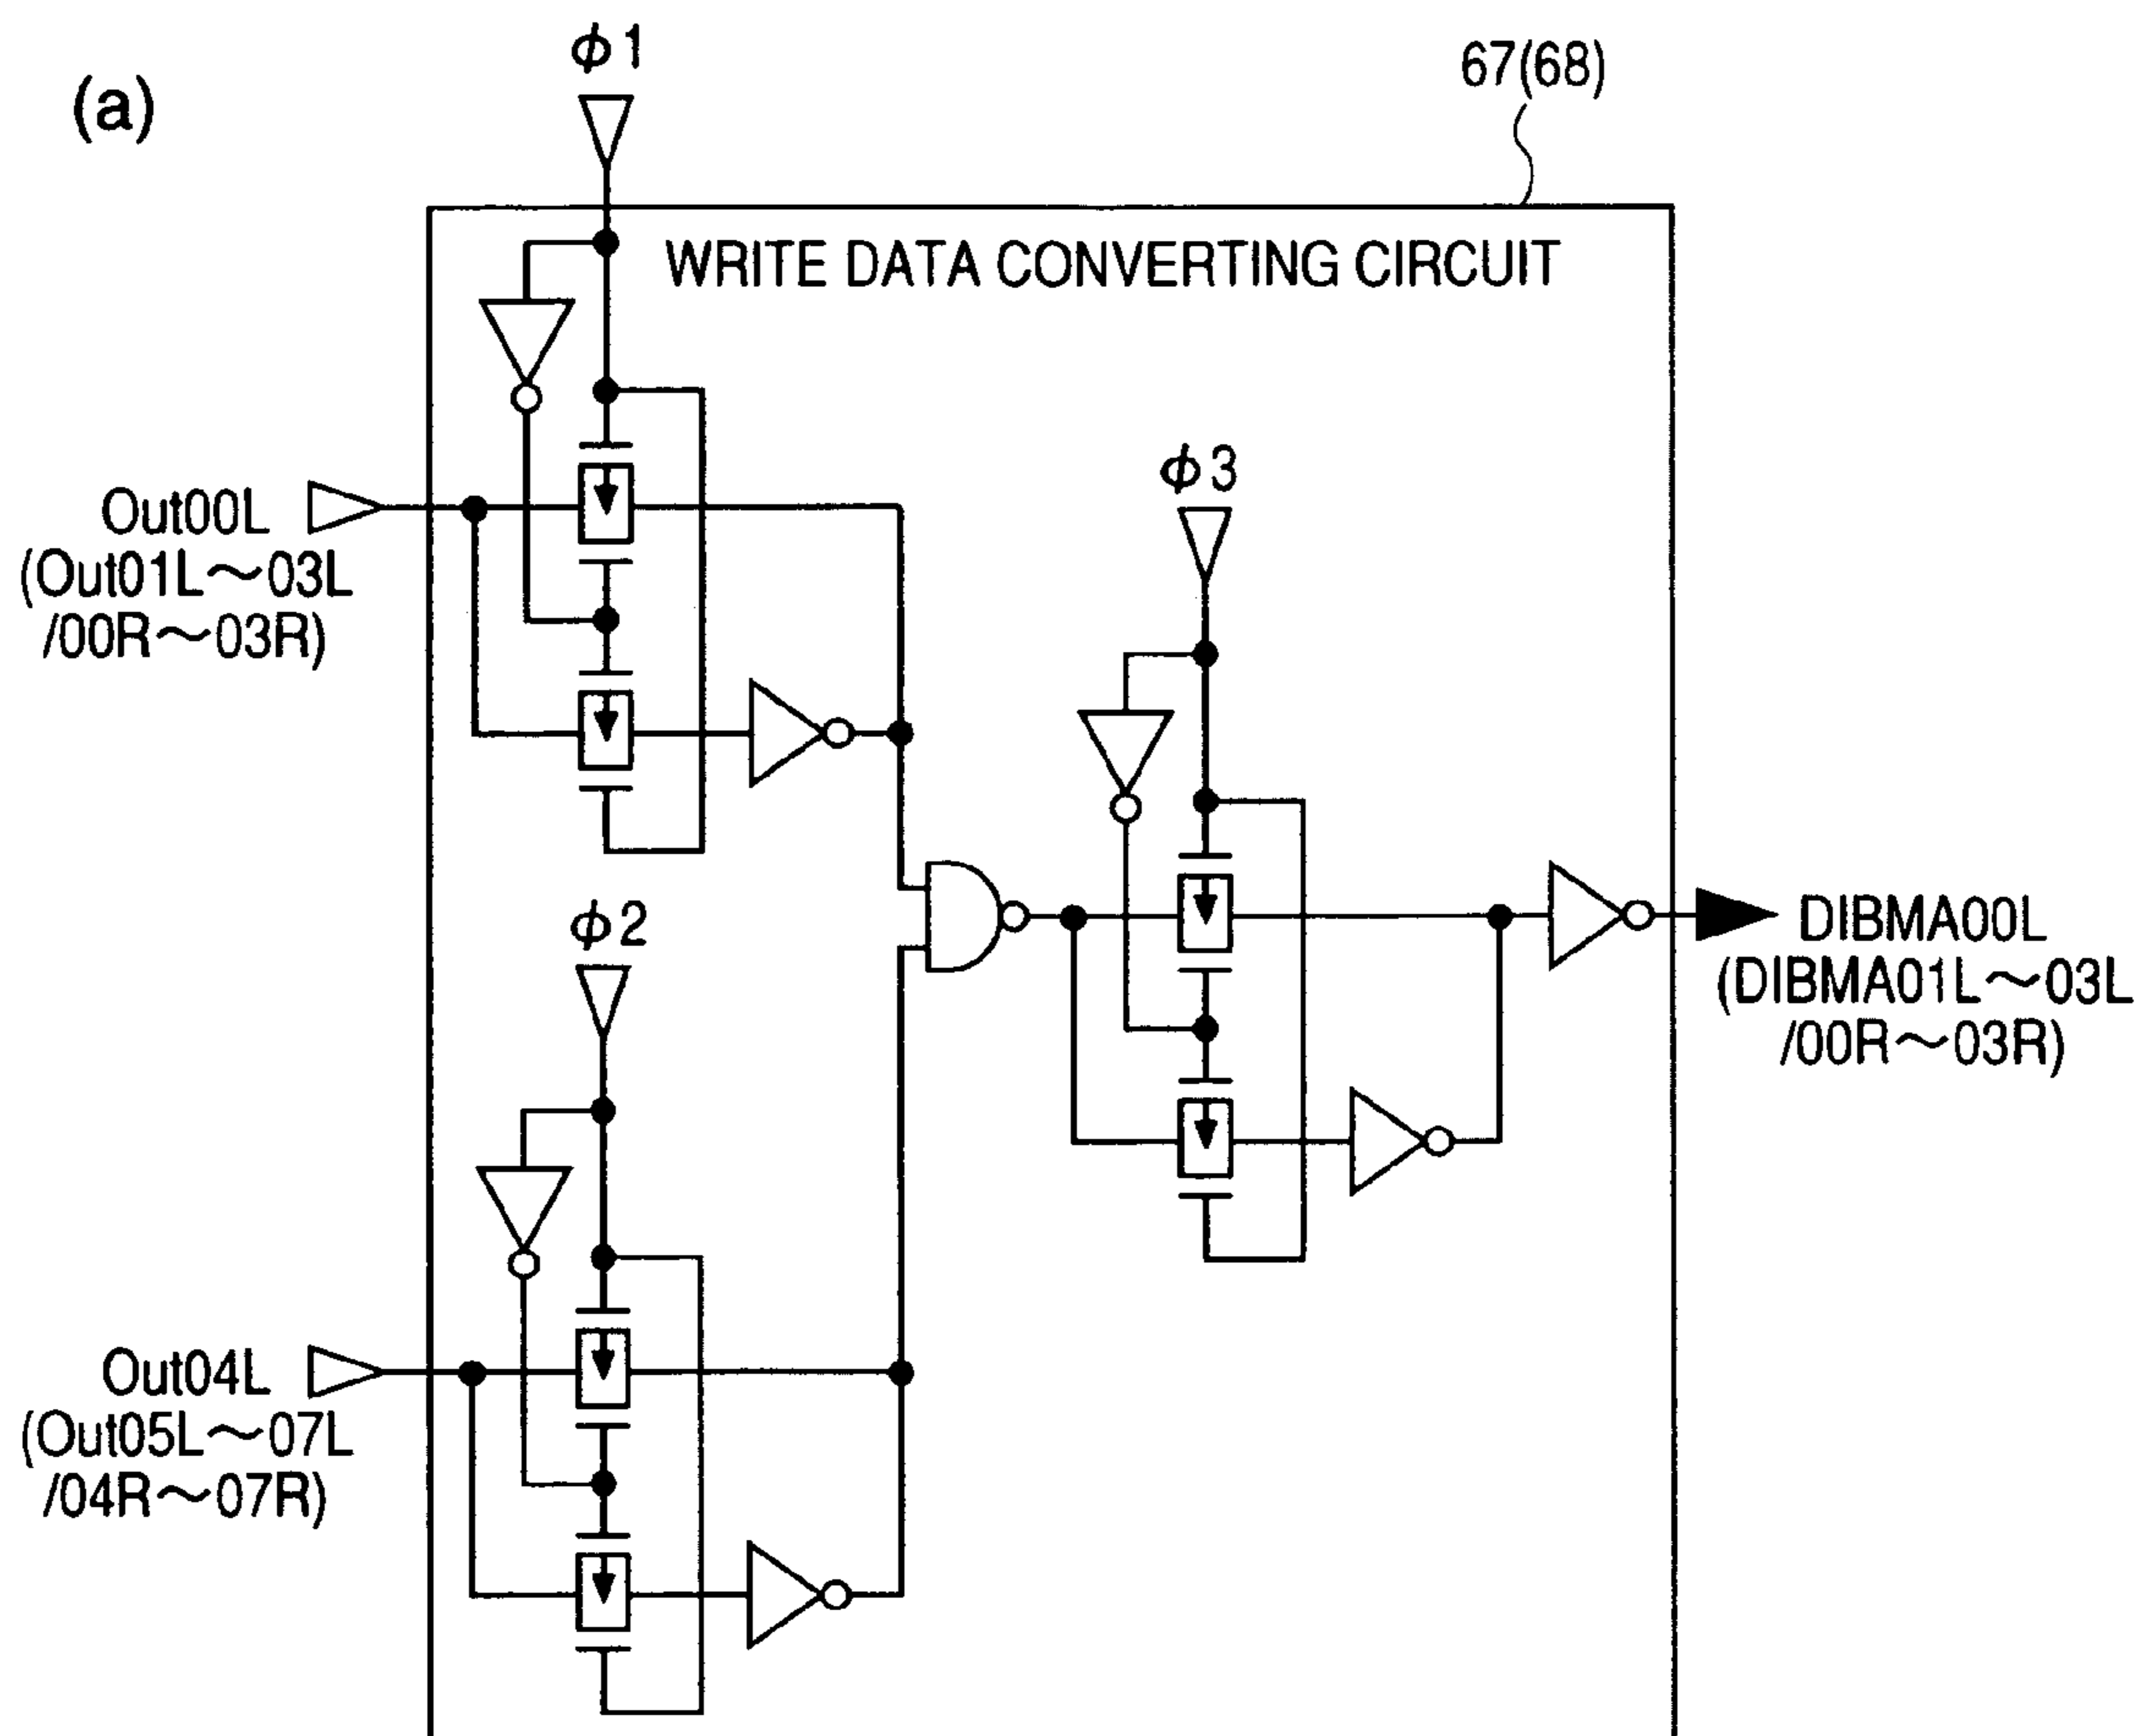 (a)
ϕ1
67(68)
WRITE DATA CONVERTING CIRCUIT
Out00L
(Out01L～03L
/00R～03R)
ϕ3
ϕ2
DIBMA00L
(DIBMA01L～03L
/00R～03R)
Out04L
(Out05L～07L
/04R～07R)